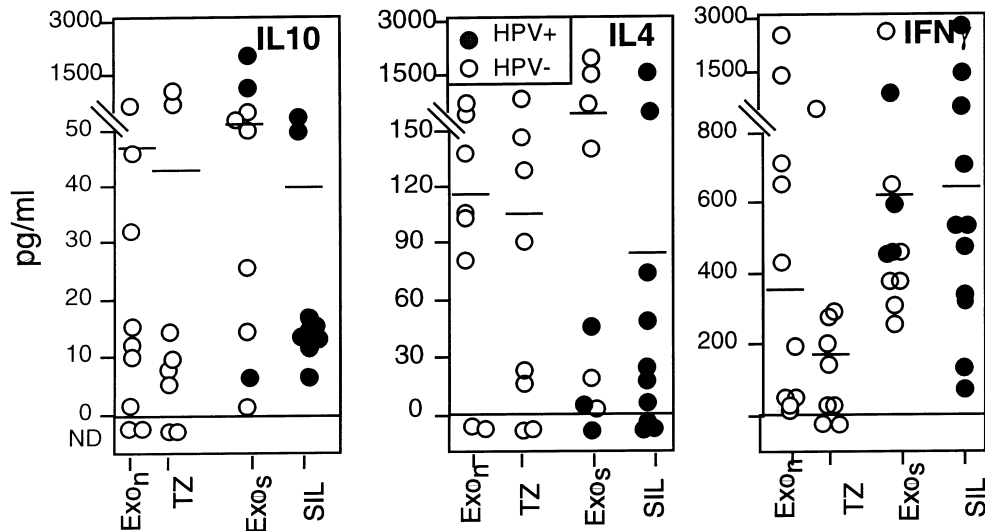 3000
IL10
1500
50
40
30
20
10
0
ND
pg/ml
Exon
TZ
Exos
SIL
3000
HPV+
HPV-
IL4
1500
150
120
90
60
30
0
Exon
TZ
Exos
SIL
3000
IFNγ
1500
800
600
400
200
Exon
TZ
Exos
SIL